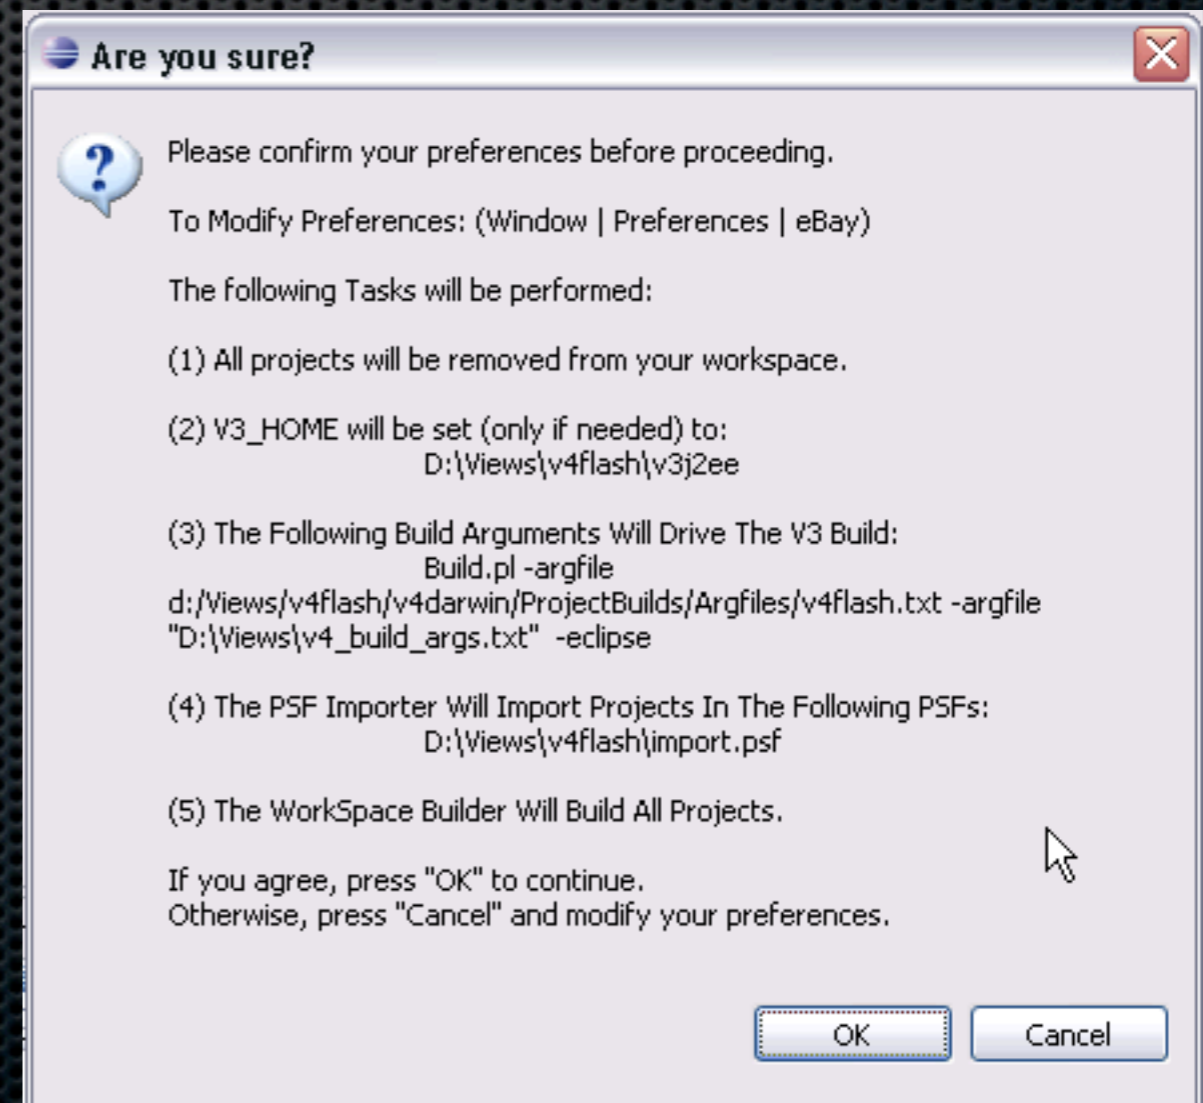 Are you sure?
Please confirm your preferences before proceeding.
To Modify Preferences: (Window | Preferences | eBay)
The following Tasks will be performed:
(1) All projects will be removed from your workspace.
(2) V3_HOME will be set (only if needed) to:
D:\Views\v4flash\v3j2ee
(3) The Following Build Arguments Will Drive The V3 Build:
Build.pl -argfile
d:/Views/v4flash/v4darwin/ProjectBuilds/Argfiles/v4flash.txt -argfile
"D:\Views\v4_build_args.txt"  -eclipse
(4) The PSF Importer Will Import Projects In The Following PSFs:
D:\Views\v4flash\import.psf
(5) The WorkSpace Builder Will Build All Projects.
If you agree, press "OK" to continue.
Otherwise, press "Cancel" and modify your preferences.
OK Cancel